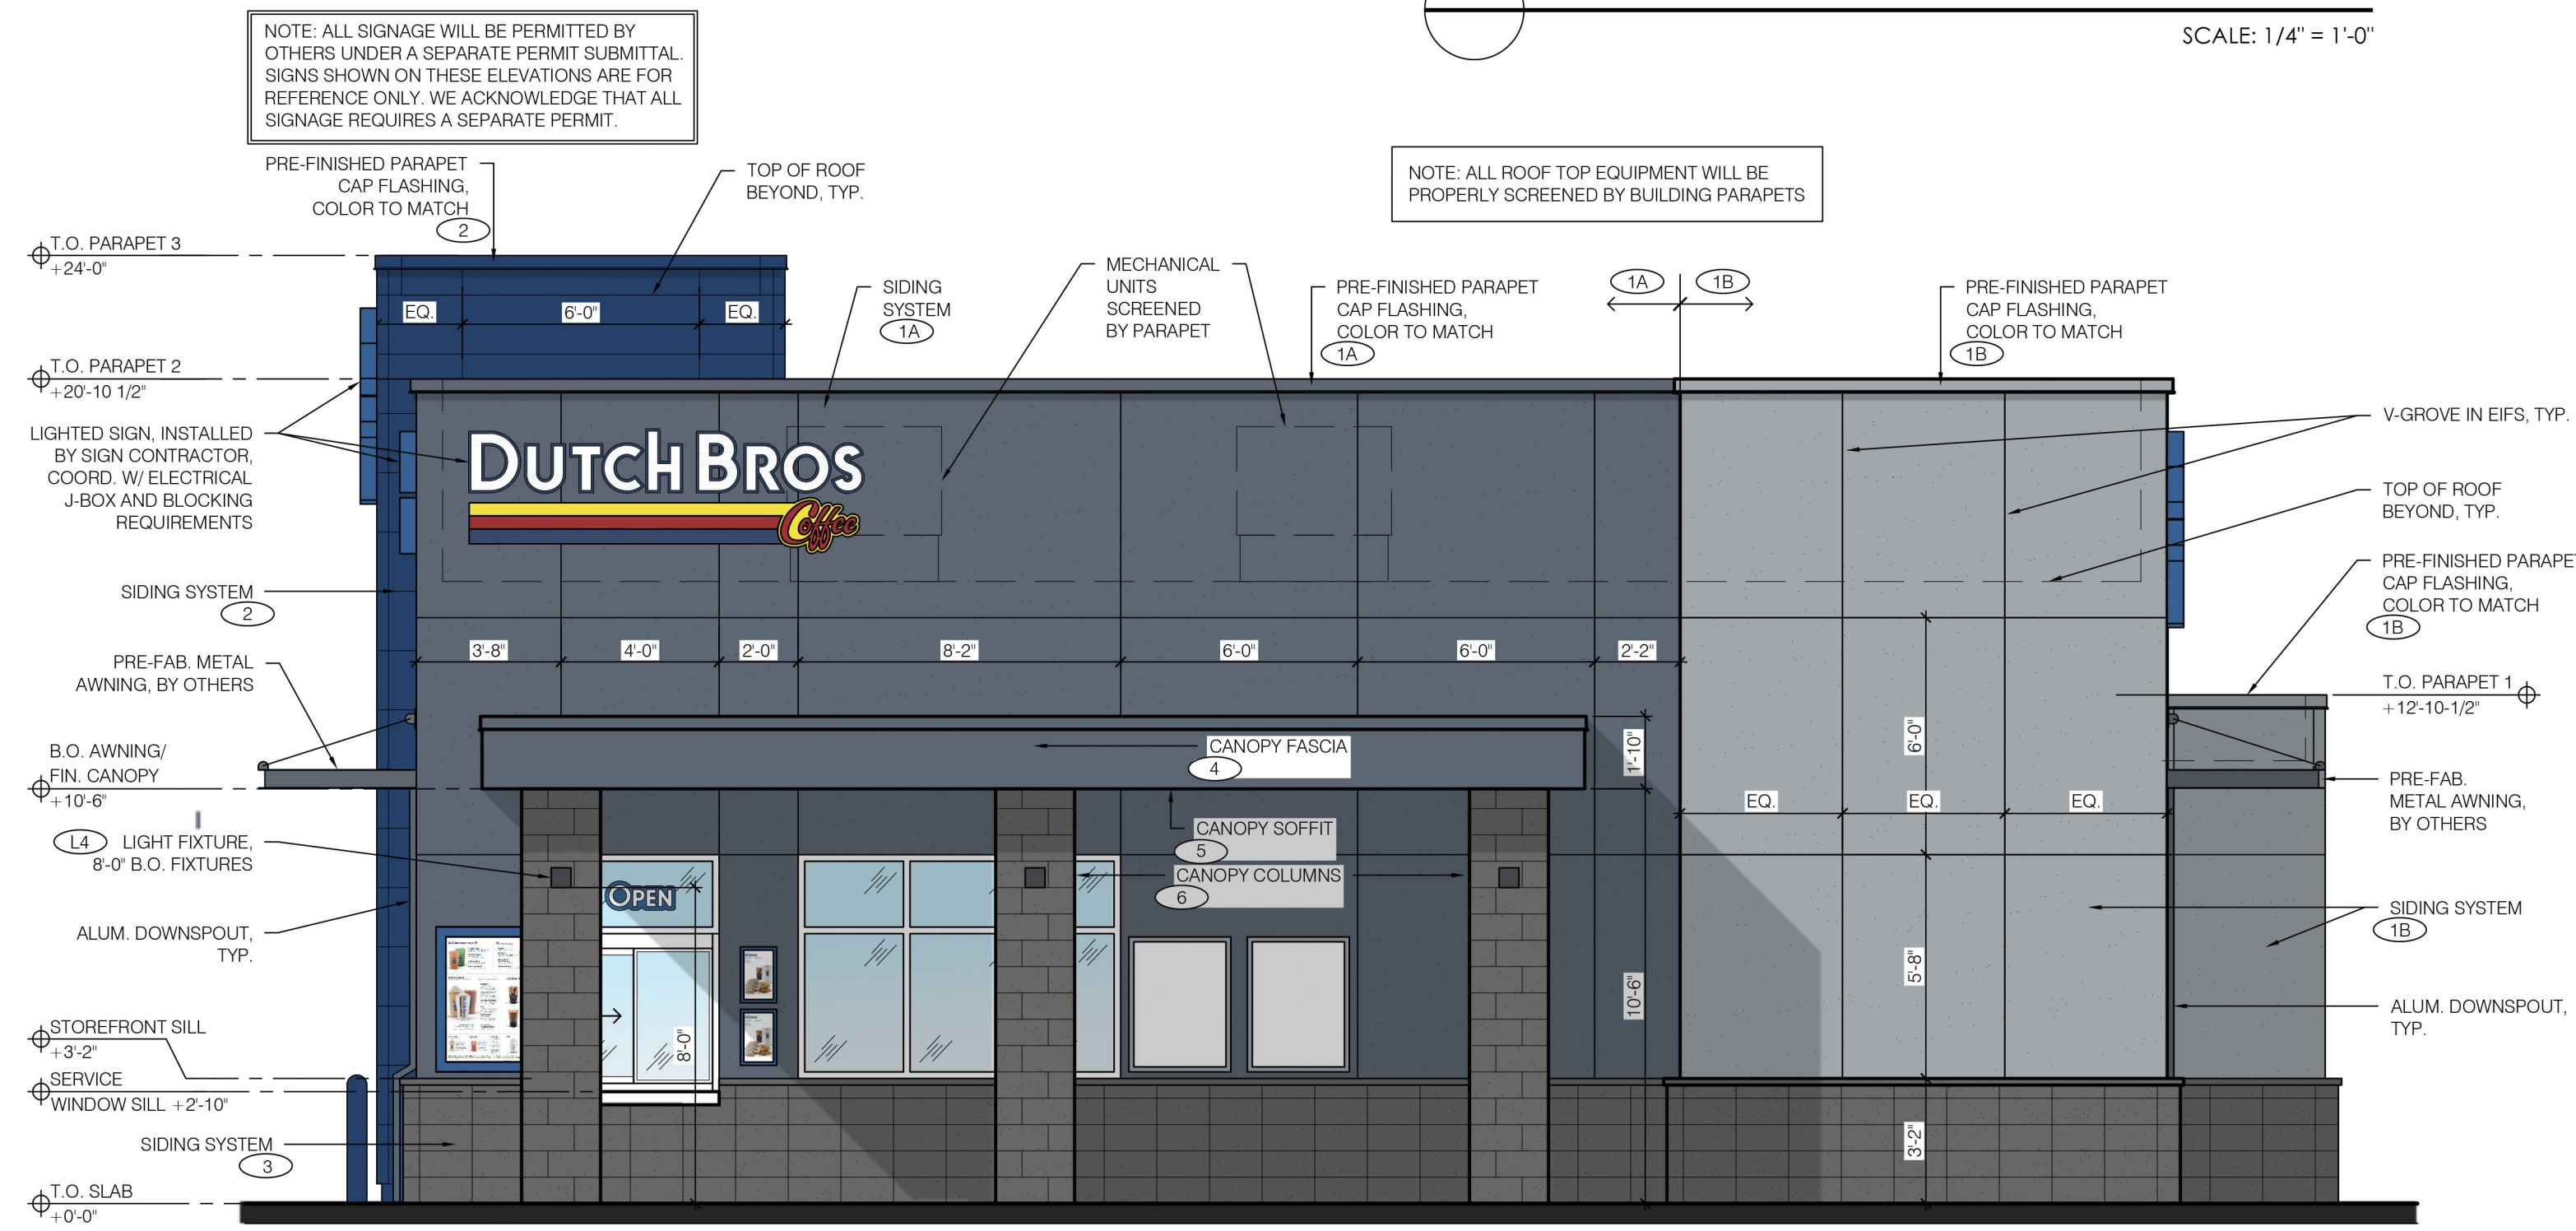 SCALE: 1/4" = 1'-0"
NOTE: ALL SIGNAGE WILL BE PERMITTED BY
OTHERS UNDER A SEPARATE PERMIT SUBMITTAL.
SIGNS SHOWN ON THESE ELEVATIONS ARE FOR
REFERENCE ONLY. WE ACKNOWLEDGE THAT ALL
SIGNAGE REQUIRES A SEPARATE PERMIT.
NOTE: ALL ROOF TOP EQUIPMENT WILL BE
PROPERLY SCREENED BY BUILDING PARAPETS
PRE-FINISHED PARAPET
CAP FLASHING,
COLOR TO MATCH
2
TOP OF ROOF
BEYOND, TYP.
T.O. PARAPET 3
+24'-0"
EQ.
6'-0"
EQ.
SIDING
SYSTEM
1A
MECHANICAL
UNITS
SCREENED
BY PARAPET
PRE-FINISHED PARAPET
CAP FLASHING,
COLOR TO MATCH
1A
1A
1B
PRE-FINISHED PARAPET
CAP FLASHING,
COLOR TO MATCH
1B
T.O. PARAPET 2
+20'-10 1/2"
LIGHTED SIGN, INSTALLED
BY SIGN CONTRACTOR,
COORD. W/ ELECTRICAL
J-BOX AND BLOCKING
REQUIREMENTS
DUTCH BROS
Coffee
V-GROVE IN EIFS, TYP.
TOP OF ROOF
BEYOND, TYP.
PRE-FINISHED PARAPET
CAP FLASHING,
COLOR TO MATCH
1B
SIDING SYSTEM
2
3'-8"
4'-0"
2'-0"
8'-2"
6'-0"
6'-0"
2'-2"
PRE-FAB. METAL
AWNING, BY OTHERS
T.O. PARAPET 1
+12'-10-1/2"
B.O. AWNING/
FIN. CANOPY
+10'-6"
CANOPY FASCIA
4
1'-10"
6'-0"
EQ.
EQ.
EQ.
PRE-FAB.
METAL AWNING,
BY OTHERS
L4
LIGHT FIXTURE,
8'-0" B.O. FIXTURES
CANOPY SOFFIT
5
CANOPY COLUMNS
6
OPEN
SIDING SYSTEM
1B
ALUM. DOWNSPOUT,
TYP.
10'-6"
5'-8"
ALUM. DOWNSPOUT,
TYP.
8'-0"
STOREFRONT SILL
+3'-2"
SERVICE
WINDOW SILL +2'-10"
SIDING SYSTEM
3
3'-2"
T.O. SLAB
+0'-0"